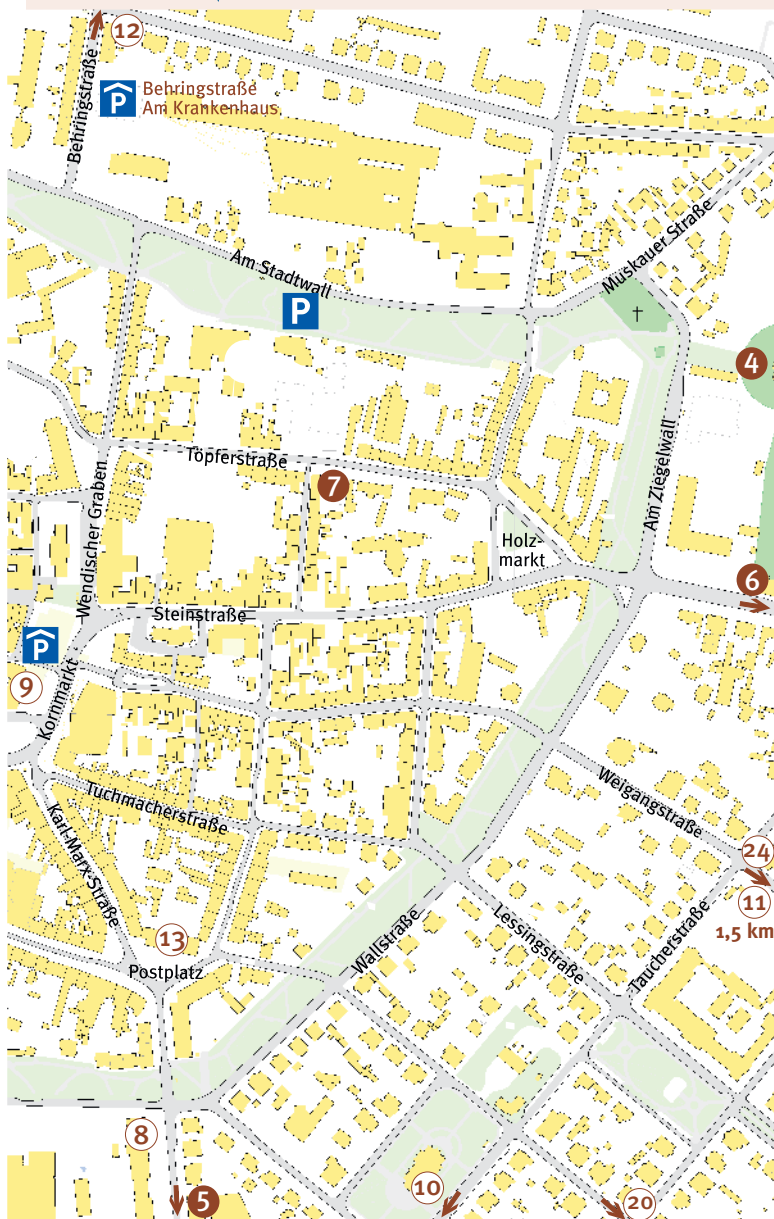 12
Behringstraße
P
Behringstraße
Am Krankenhaus
Muskauer Straße
Am Stadtwall
P
†
4
Am Ziegelwall
Töpferstraße
7
Wendischer Graben
Holz-
markt
6
Steinstraße
P
9
Kornmarkt
Weigangstraße
Tuchmacherstraße
Karl-Marx-Straße
24
11
1,5 km
13
Wallstraße
Lessingstraße
Taucherstraße
Postplatz
8
5
10
20